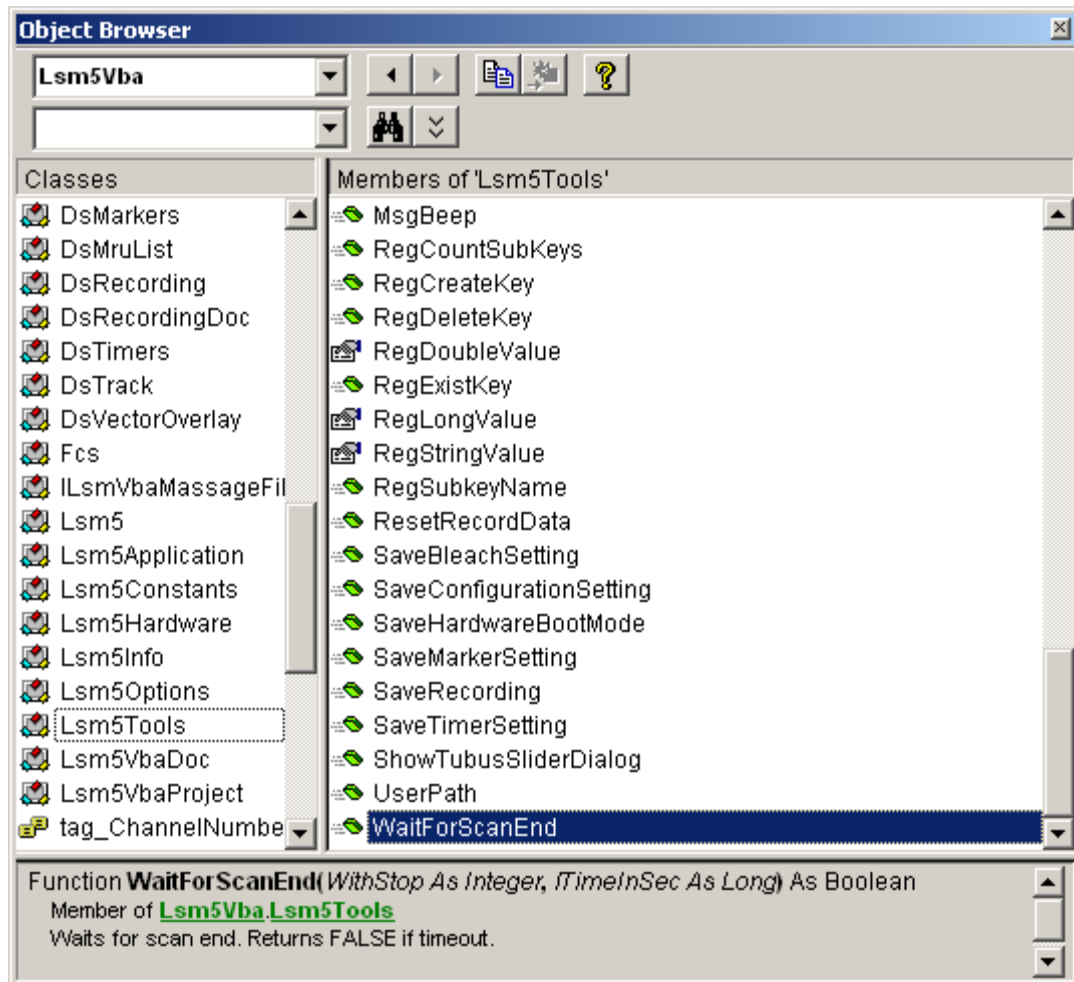 Object Browser
Lsm5Vba
Classes
Members of 'Lsm5Tools'
DsMarkers
DsMruList
DsRecording
DsRecordingDoc
DsTimers
DsTrack
DsVectorOverlay
Fcs
ILsmVbaMassageFil
Lsm5
Lsm5Application
Lsm5Constants
Lsm5Hardware
Lsm5Info
Lsm5Options
Lsm5Tools
Lsm5VbaDoc
Lsm5VbaProject
tag_ChannelNumbe
MsgBeep
RegCountSubKeys
RegCreateKey
RegDeleteKey
RegDoubleValue
RegExistKey
RegLongValue
RegStringValue
RegSubkeyName
ResetRecordData
SaveBleachSetting
SaveConfigurationSetting
SaveHardwareBootMode
SaveMarkerSetting
SaveRecording
SaveTimerSetting
ShowTubusSliderDialog
UserPath
WaitForScanEnd
Function WaitForScanEnd(WithStop As Integer, lTimeInSec As Long) As Boolean
Member of Lsm5Vba.Lsm5Tools
Waits for scan end. Returns FALSE if timeout.